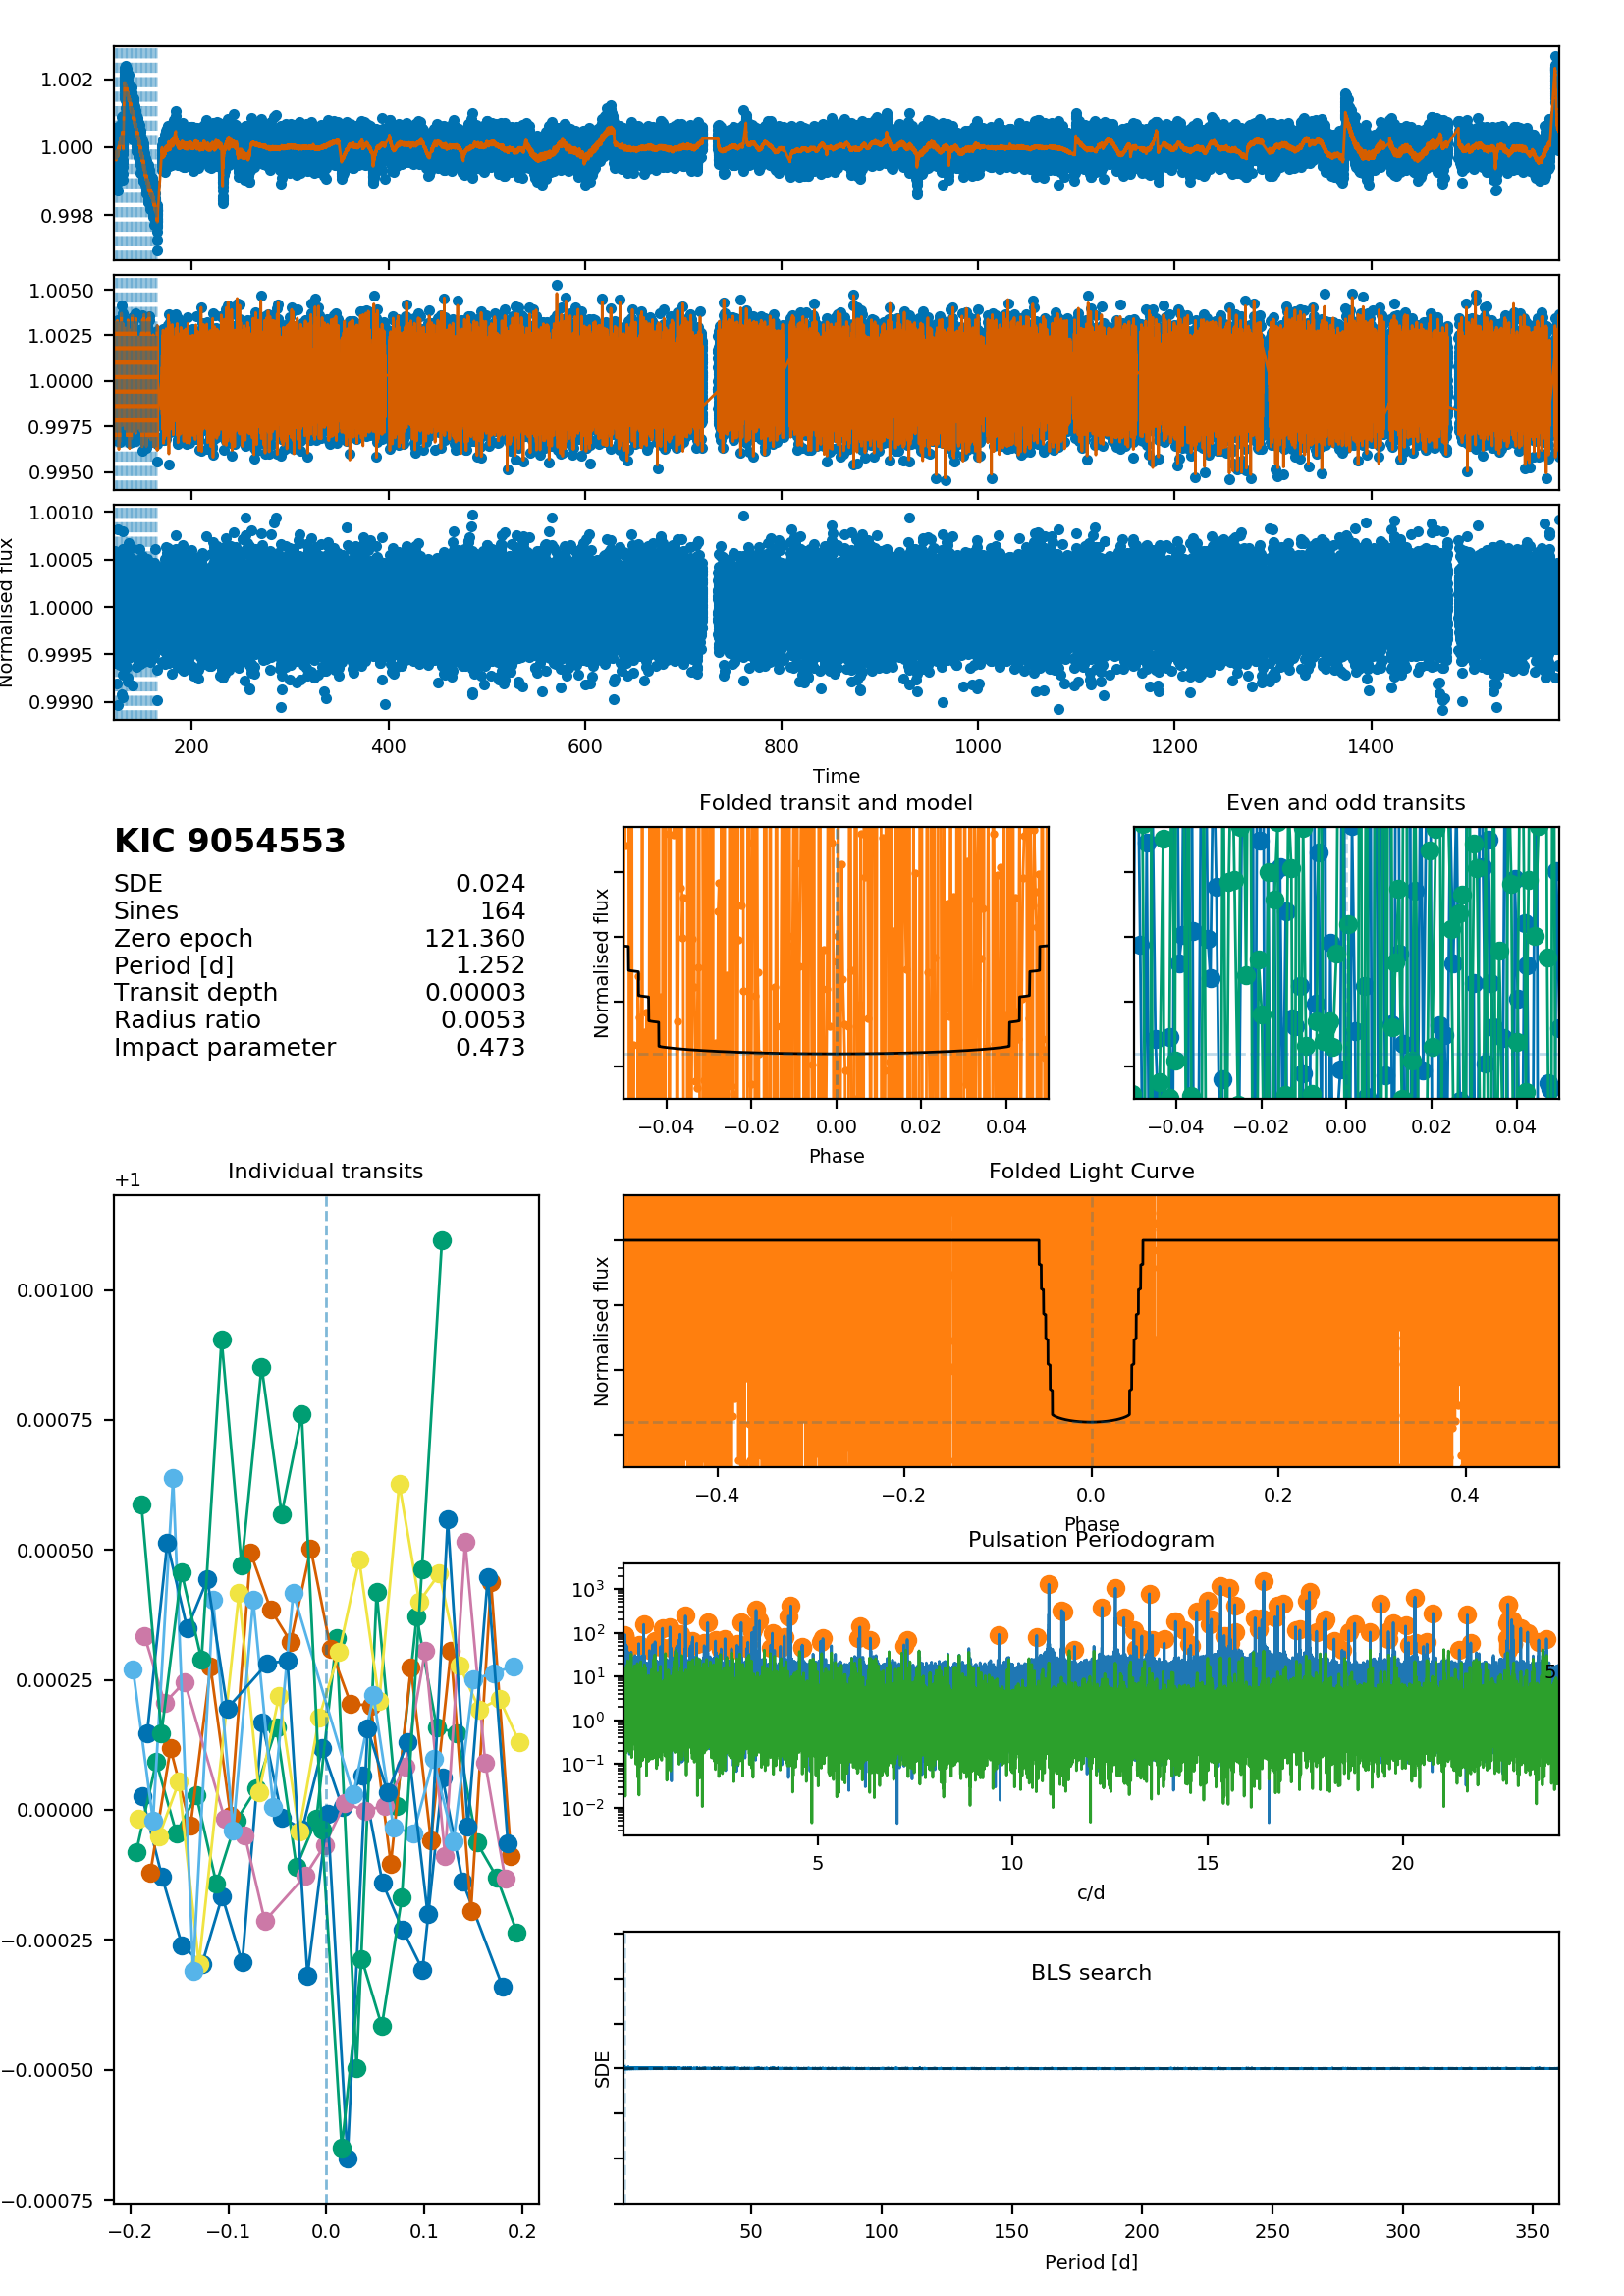 1.002
1.000
0.998
1.0050
1.0025
1.0000
0.9975
0.9950
1.0010
1.0005
1.0000
0.9995
0.9990
Normalised flux
200 400 600 800 1000 1200 1400
Time
KIC 9054553
SDE 0.024
Sines 164
Zero epoch 121.360
Period [d] 1.252
Transit depth 0.00003
Radius ratio 0.0053
Impact parameter 0.473
Folded transit and model
Normalised flux
−0.04 −0.02 0.00 0.02 0.04
Phase
Even and odd transits
−0.04 −0.02 0.00 0.02 0.04
Individual transits
+1
0.00100
0.00075
0.00050
0.00025
0.00000
−0.00025
−0.00050
−0.00075
−0.2 −0.1 0.0 0.1 0.2
Folded Light Curve
Normalised flux
−0.4 −0.2 0.0 0.2 0.4
Phase
Pulsation Periodogram
10³
10²
10¹
10⁰
10⁻¹
10⁻²
5
5 10 15 20
c/d
BLS search
SDE
50 100 150 200 250 300 350
Period [d]